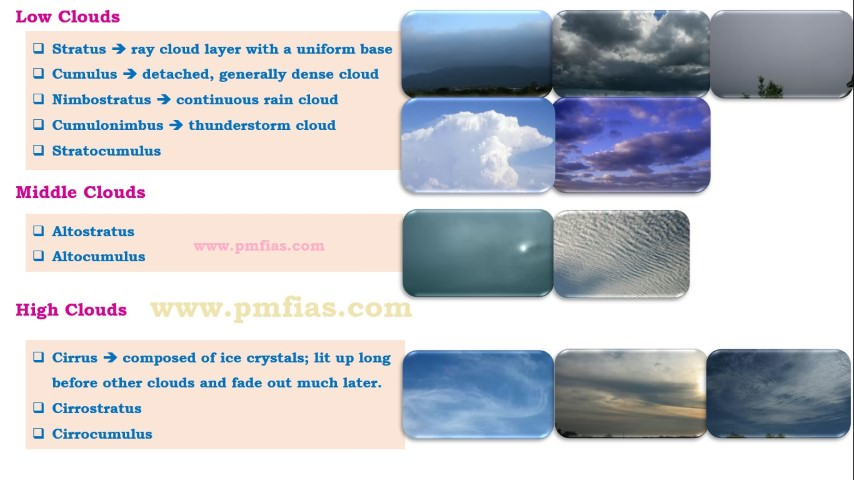 Low Clouds
❑ Stratus ➔ ray cloud layer with a uniform base
❑ Cumulus ➔ detached, generally dense cloud
❑ Nimbostratus ➔ continuous rain cloud
❑ Cumulonimbus ➔ thunderstorm cloud
❑ Stratocumulus
Middle Clouds
❑ Altostratus
❑ Altocumulus
www.pmfias.com
High Clouds
www.pmfias.com
❑ Cirrus ➔ composed of ice crystals; lit up long
before other clouds and fade out much later.
❑ Cirrostratus
❑ Cirrocumulus